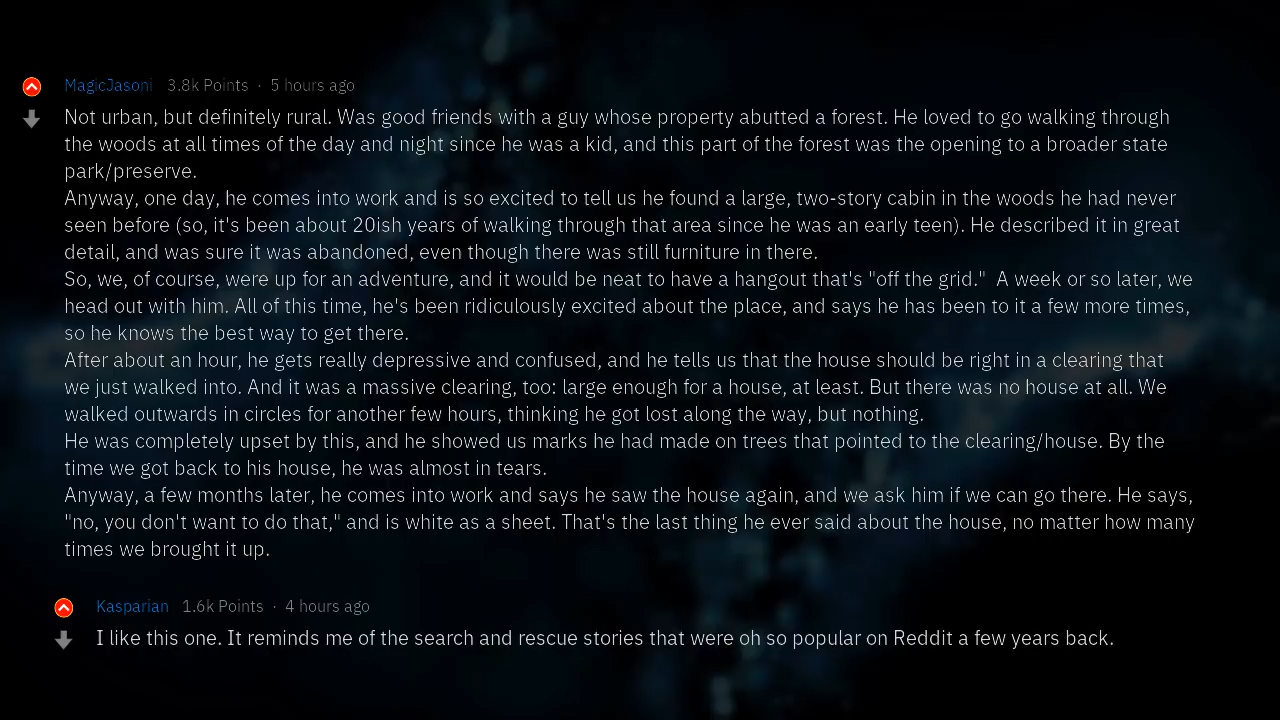 MagicJasoni 3.8k Points · 5 hours ago
Not urban, but definitely rural. Was good friends with a guy whose property abutted a forest. He loved to go walking through
the woods at all times of the day and night since he was a kid, and this part of the forest was the opening to a broader state
park/preserve.
Anyway, one day, he comes into work and is so excited to tell us he found a large, two-story cabin in the woods he had never
seen before (so, it's been about 20ish years of walking through that area since he was an early teen). He described it in great
detail, and was sure it was abandoned, even though there was still furniture in there.
So, we, of course, were up for an adventure, and it would be neat to have a hangout that's "off the grid." A week or so later, we
head out with him. All of this time, he's been ridiculously excited about the place, and says he has been to it a few more times,
so he knows the best way to get there.
After about an hour, he gets really depressive and confused, and he tells us that the house should be right in a clearing that
we just walked into. And it was a massive clearing, too: large enough for a house, at least. But there was no house at all. We
walked outwards in circles for another few hours, thinking he got lost along the way, but nothing.
He was completely upset by this, and he showed us marks he had made on trees that pointed to the clearing/house. By the
time we got back to his house, he was almost in tears.
Anyway, a few months later, he comes into work and says he saw the house again, and we ask him if we can go there. He says,
"no, you don't want to do that," and is white as a sheet. That's the last thing he ever said about the house, no matter how many
times we brought it up.
Kasparian 1.6k Points · 4 hours ago
I like this one. It reminds me of the search and rescue stories that were oh so popular on Reddit a few years back.